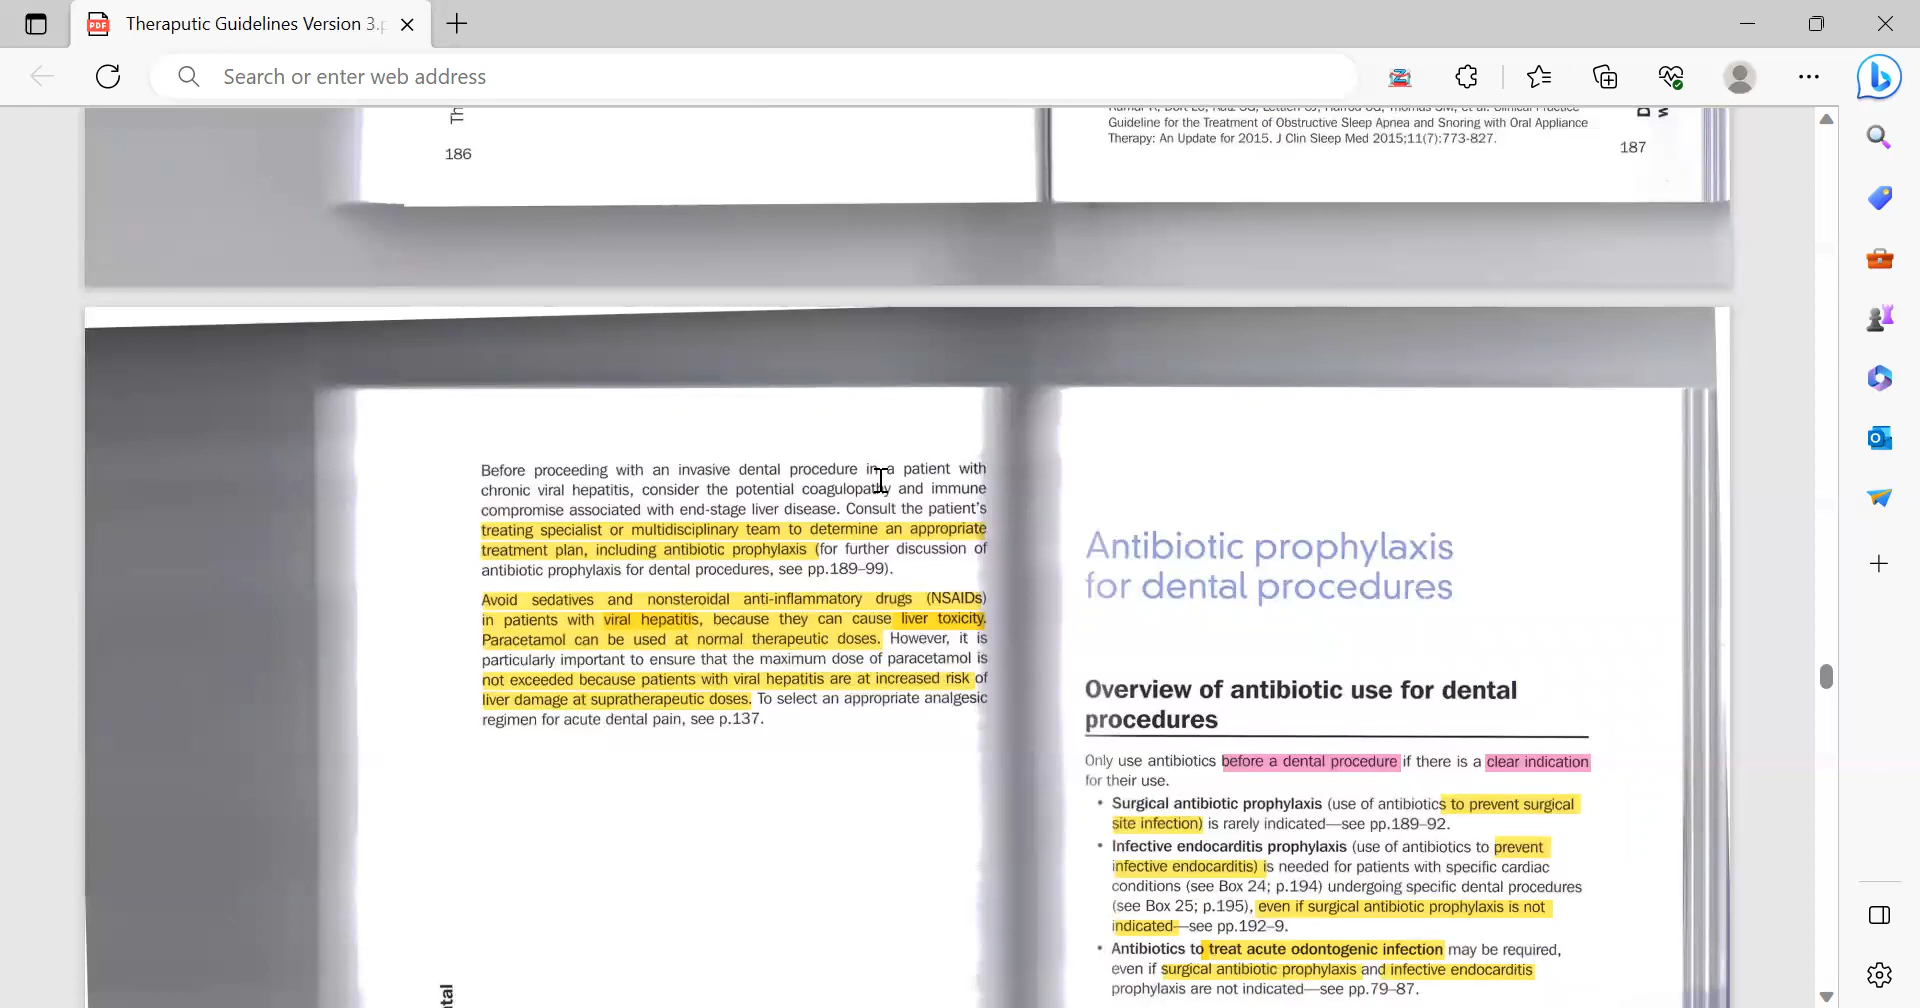 Theraputic Guidelines Version 3.p
Search or enter web address
Guideline for the Treatment of Obstructive Sleep Apnea and Snoring with Oral Appliance
Therapy: An Update for 2015. J Clin Sleep Med 2015;11(7):773-827.
186
187
Before proceeding with an invasive dental procedure in a patient with
chronic viral hepatitis, consider the potential coagulopathy and immune
compromise associated with end-stage liver disease. Consult the patient's
treating specialist or multidisciplinary team to determine an appropriate
treatment plan, including antibiotic prophylaxis (for further discussion of
antibiotic prophylaxis for dental procedures, see pp.189–99).
Avoid sedatives and nonsteroidal anti-inflammatory drugs (NSAIDs)
in patients with viral hepatitis, because they can cause liver toxicity.
Paracetamol can be used at normal therapeutic doses. However, it is
particularly important to ensure that the maximum dose of paracetamol is
not exceeded because patients with viral hepatitis are at increased risk of
liver damage at supratherapeutic doses. To select an appropriate analgesic
regimen for acute dental pain, see p.137.
Antibiotic prophylaxis
for dental procedures
Overview of antibiotic use for dental
procedures
Only use antibiotics before a dental procedure if there is a clear indication
for their use.
• Surgical antibiotic prophylaxis (use of antibiotics to prevent surgical
site infection) is rarely indicated—see pp.189–92.
• Infective endocarditis prophylaxis (use of antibiotics to prevent
infective endocarditis) is needed for patients with specific cardiac
conditions (see Box 24; p.194) undergoing specific dental procedures
(see Box 25; p.195), even if surgical antibiotic prophylaxis is not
indicated—see pp.192–9.
• Antibiotics to treat acute odontogenic infection may be required,
even if surgical antibiotic prophylaxis and infective endocarditis
prophylaxis are not indicated—see pp.79–87.